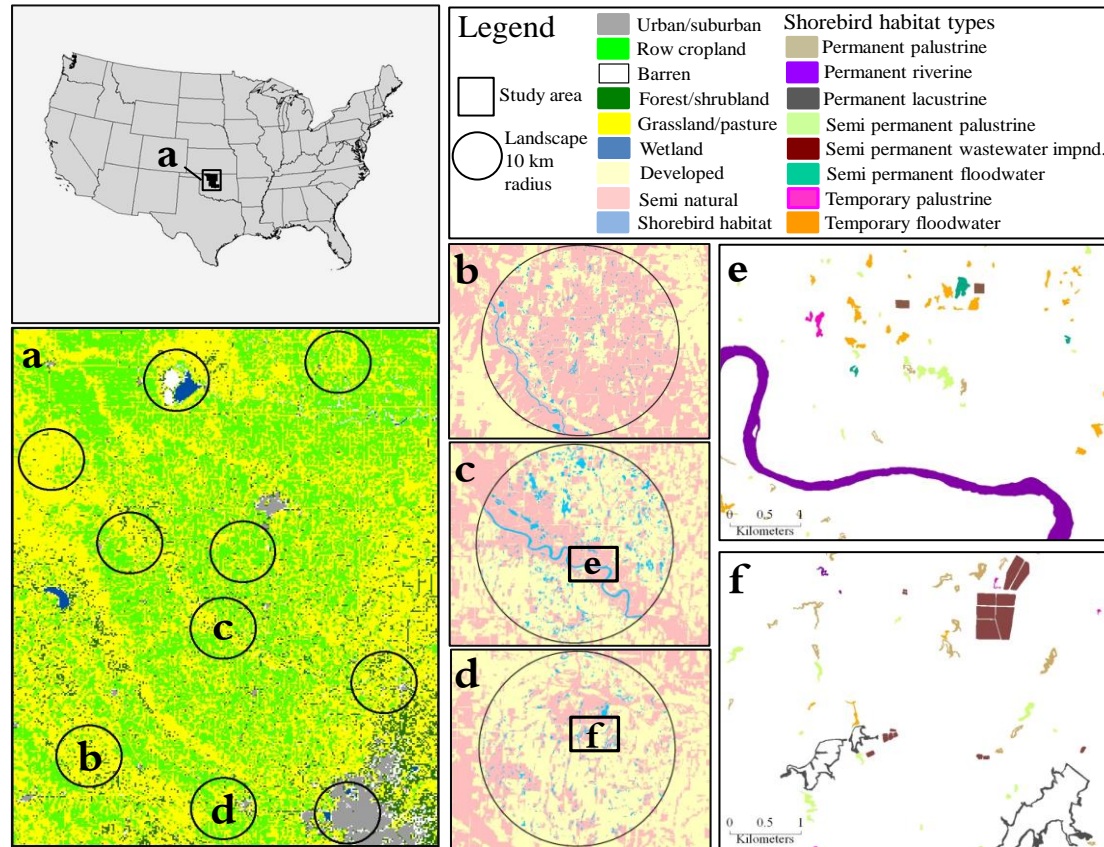 a
Legend
Study area
Landscape
10 km
radius
Urban/suburban
Row cropland
Barren
Forest/shrubland
Grassland/pasture
Wetland
Developed
Semi natural
Shorebird habitat
Shorebird habitat types
Permanent palustrine
Permanent riverine
Permanent lacustrine
Semi permanent palustrine
Semi permanent wastewater impnd.
Semi permanent floodwater
Temporary palustrine
Temporary floodwater
a
c
b
d
b
c
e
d
f
e
0 0.5 4
Kilometers
f
0 0.5 1
Kilometers